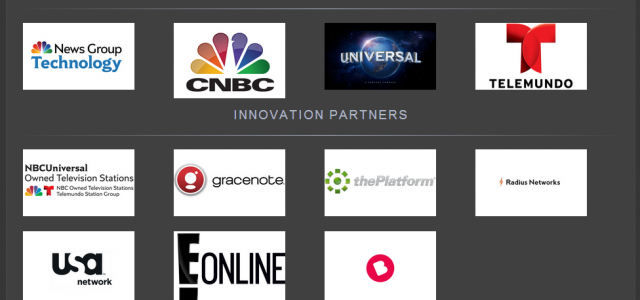 News Group
Technology
CNBC
UNIVERSAL
TELEMUNDO
INNOVATION PARTNERS
NBCUniversal
Owned Television Stations
NBC Owned Television Stations
Telemundo Station Group
gracenote
thePlatform
Radius Networks
usa
network
E! ONLINE